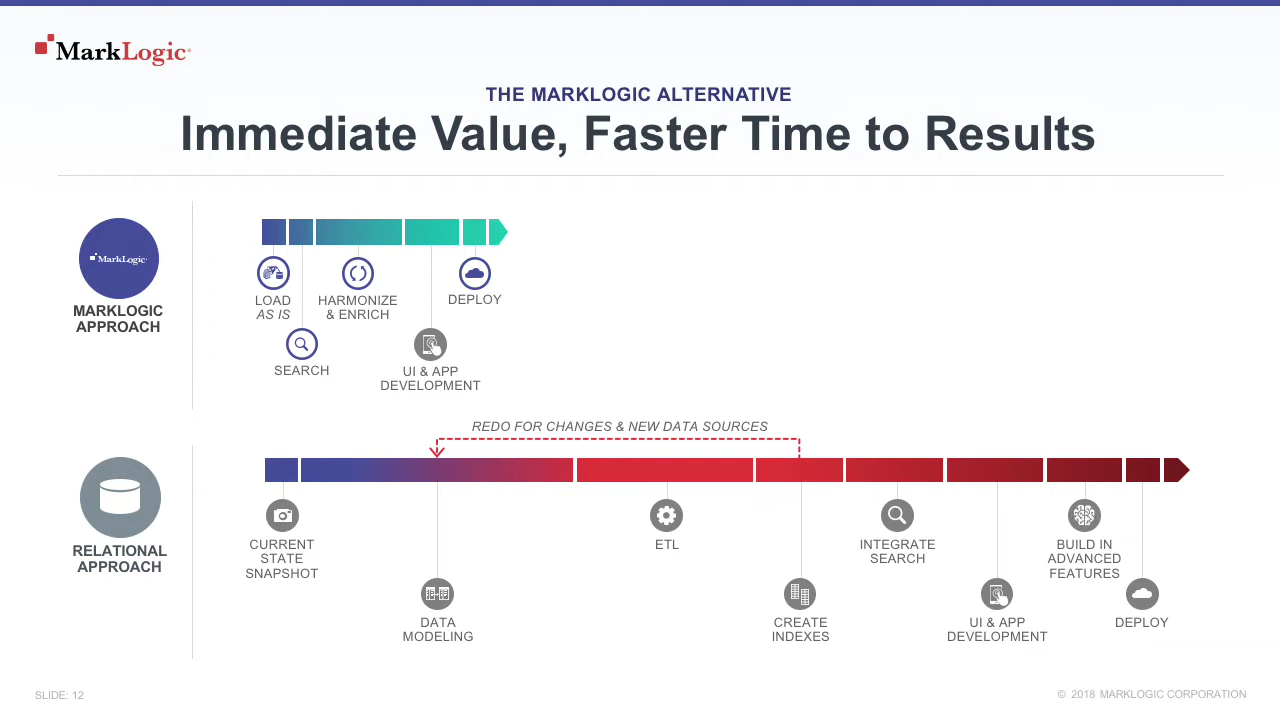 MarkLogic®
THE MARKLOGIC ALTERNATIVE
Immediate Value, Faster Time to Results
MarkLogic
MARKLOGIC
APPROACH
LOAD
AS IS
HARMONIZE
& ENRICH
DEPLOY
SEARCH
UI & APP
DEVELOPMENT
REDO FOR CHANGES & NEW DATA SOURCES
RELATIONAL
APPROACH
CURRENT
STATE
SNAPSHOT
ETL
INTEGRATE
SEARCH
BUILD IN
ADVANCED
FEATURES
DATA
MODELING
CREATE
INDEXES
UI & APP
DEVELOPMENT
DEPLOY
SLIDE: 12
© 2018 MARKLOGIC CORPORATION